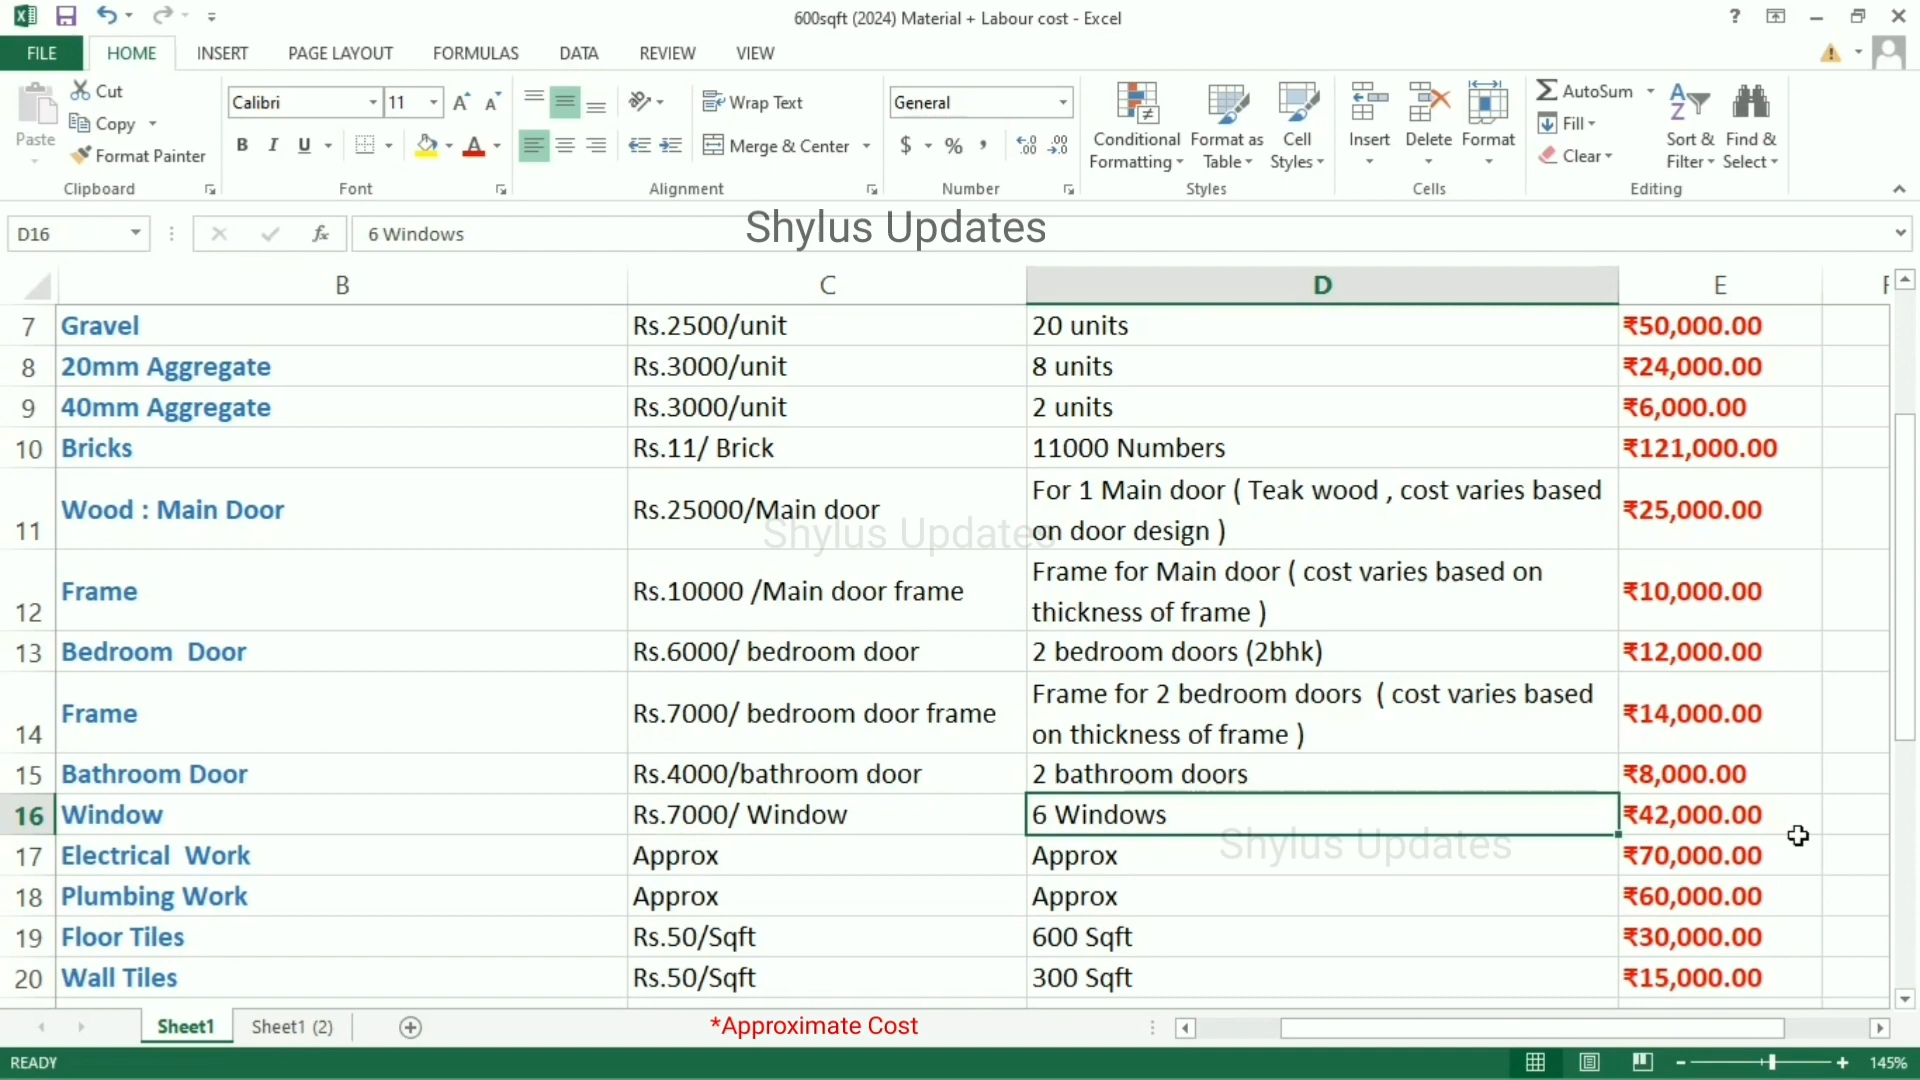 600sqft (2024) Material + Labour cost - Excel
FILE HOME INSERT PAGE LAYOUT FORMULAS DATA REVIEW VIEW
Paste
Cut
Copy
Format Painter
Clipboard
Calibri 11
B I U
Font
Wrap Text
Merge & Center
Alignment
General
$ % ,
Number
Conditional Formatting
Format as Table
Cell Styles
Styles
Insert Delete Format
Cells
AutoSum
Fill
Clear
Sort & Filter
Find & Select
Editing
D16 fx 6 Windows
Shylus Updates
B C D E F
7 Gravel Rs.2500/unit 20 units ₹50,000.00
8 20mm Aggregate Rs.3000/unit 8 units ₹24,000.00
9 40mm Aggregate Rs.3000/unit 2 units ₹6,000.00
10 Bricks Rs.11/ Brick 11000 Numbers ₹121,000.00
11 Wood : Main Door Rs.25000/Main door For 1 Main door ( Teak wood , cost varies based
on door design ) ₹25,000.00
Shylus Updates
12 Frame Rs.10000 /Main door frame Frame for Main door ( cost varies based on
thickness of frame ) ₹10,000.00
13 Bedroom  Door Rs.6000/ bedroom door 2 bedroom doors (2bhk) ₹12,000.00
14 Frame Rs.7000/ bedroom door frame Frame for 2 bedroom doors  ( cost varies based
on thickness of frame ) ₹14,000.00
15 Bathroom Door Rs.4000/bathroom door 2 bathroom doors ₹8,000.00
16 Window Rs.7000/ Window 6 Windows ₹42,000.00
Shylus Updates
17 Electrical  Work Approx Approx ₹70,000.00
18 Plumbing Work Approx Approx ₹60,000.00
19 Floor Tiles Rs.50/Sqft 600 Sqft ₹30,000.00
20 Wall Tiles Rs.50/Sqft 300 Sqft ₹15,000.00
Sheet1 Sheet1 (2)
*Approximate Cost
READY 145%